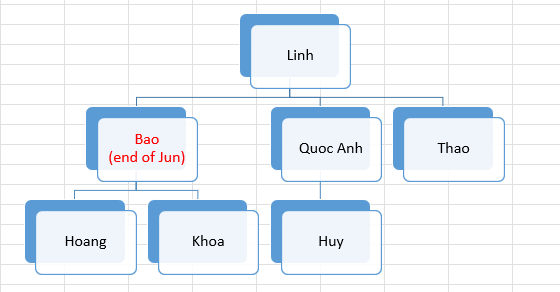 Linh
Bao
(end of Jun)
Quoc Anh
Thao
Hoang
Khoa
Huy